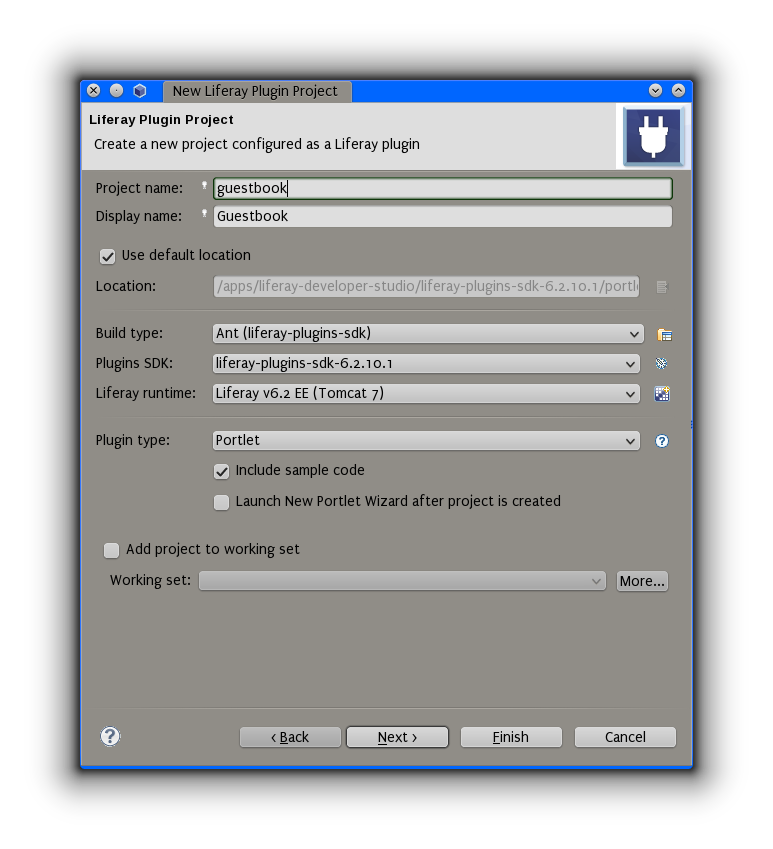 New Liferay Plugin Project
Liferay Plugin Project
Create a new project configured as a Liferay plugin
Project name: guestbook
Display name: Guestbook
Use default location
Location: /apps/liferay-developer-studio/liferay-plugins-sdk-6.2.10.1/portl
Build type: Ant (liferay-plugins-sdk)
Plugins SDK: liferay-plugins-sdk-6.2.10.1
Liferay runtime: Liferay v6.2 EE (Tomcat 7)
Plugin type: Portlet
Include sample code
Launch New Portlet Wizard after project is created
Add project to working set
Working set: More...
< Back Next > Finish Cancel